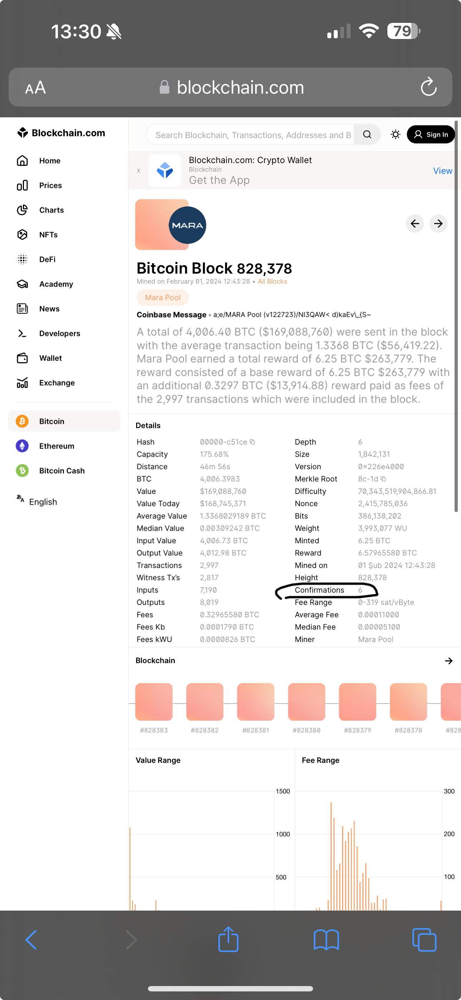 13:30
79
AA
blockchain.com
Blockchain.com
Search Blockchain, Transactions, Addresses and B
Sign In
Home
Prices
Charts
NFTs
DeFi
Academy
News
Developers
Wallet
Exchange
Bitcoin
Ethereum
Bitcoin Cash
English
x
Blockchain.com: Crypto Wallet
Blockchain
Get the App
View
MARA
Bitcoin Block 828,378
Mined on February 01, 2024 12:43:28 • All Blocks
Mara Pool
Coinbase Message • a;e/MARA Pool (v122723)/NI3QAW< d)kaEv\_{S~
A total of 4,006.40 BTC ($169,088,760) were sent in the block
with the average transaction being 1.3368 BTC ($56,419.22).
Mara Pool earned a total reward of 6.25 BTC $263,779. The
reward consisted of a base reward of 6.25 BTC $263,779 with
an additional 0.3297 BTC ($13,914.88) reward paid as fees of
the 2,997 transactions which were included in the block.
Details
Hash 00000-c51ce
Capacity 175.68%
Distance 46m 56s
BTC 4,006.3983
Value $169,088,760
Value Today $168,745,371
Average Value 1.3368029189 BTC
Median Value 0.00309242 BTC
Input Value 4,006.73 BTC
Output Value 4,012.98 BTC
Transactions 2,997
Witness Tx's 2,817
Inputs 7,190
Outputs 8,019
Fees 0.32965580 BTC
Fees Kb 0.0001790 BTC
Fees kWU 0.0000826 BTC
Depth 6
Size 1,842,131
Version 0x226e4000
Merkle Root 8c-1d
Difficulty 70,343,519,904,866.81
Nonce 2,415,785,036
Bits 386,138,202
Weight 3,993,077 WU
Minted 6.25 BTC
Reward 6.57965580 BTC
Mined on 01 Şub 2024 12:43:28
Height 828,378
Confirmations 6
Fee Range 0-319 sat/vByte
Average Fee 0.00011000
Median Fee 0.00005100
Miner Mara Pool
Blockchain
#828383 #828382 #828381 #828380 #828379 #828378 #828
Value Range
1500
1000
500
Fee Range
300
200
100